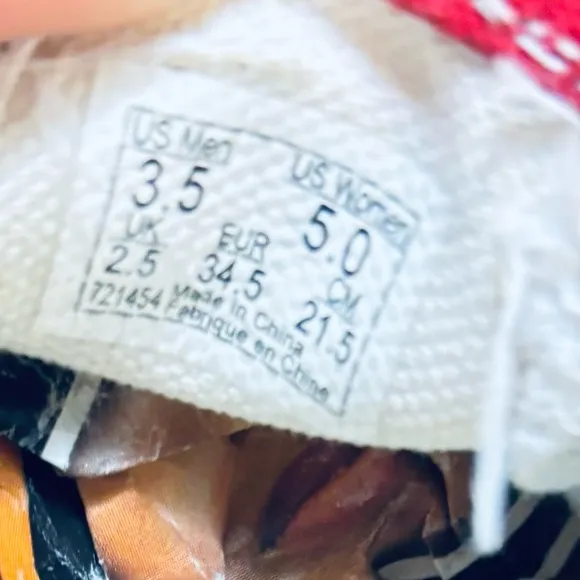 US Men US Women
3.5 5.0
UK EUR CM
2.5 34.5 21.5
721454 Made in China
Fabrique en Chine